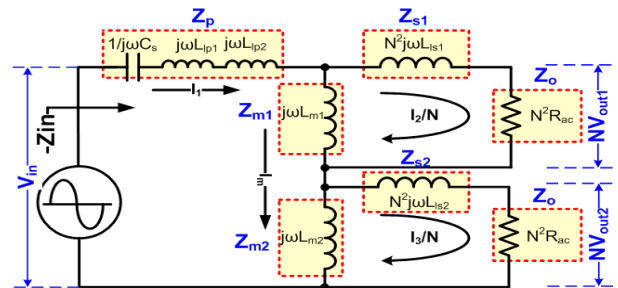 Zp
Zs1
1/jωCs
jωLlp1
jωLlp2
N²jωLls1
I1
-Zin
Zm1
jωLm1
I2/N
Zo
N²Rac
NVout1
Vin
Im
Zs2
N²jωLls2
Zm2
jωLm2
I3/N
Zo
N²Rac
NVout2